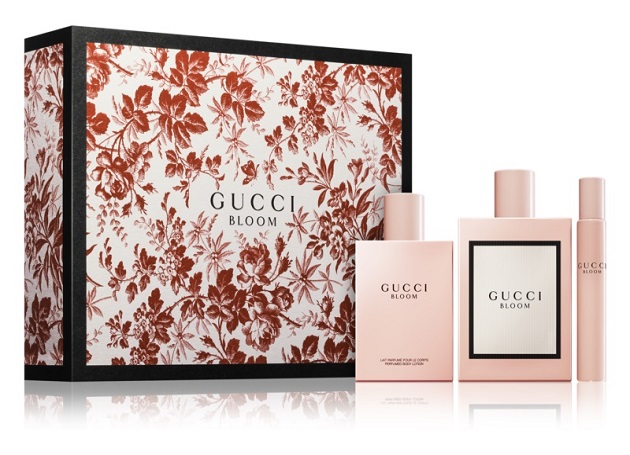 GUCCI
BLOOM
GUCCI
BLOOM
LAIT PARFUMÉ POUR LE CORPS
PERFUMED BODY LOTION
GUCCI
BLOOM
GUCCI
BLOOM